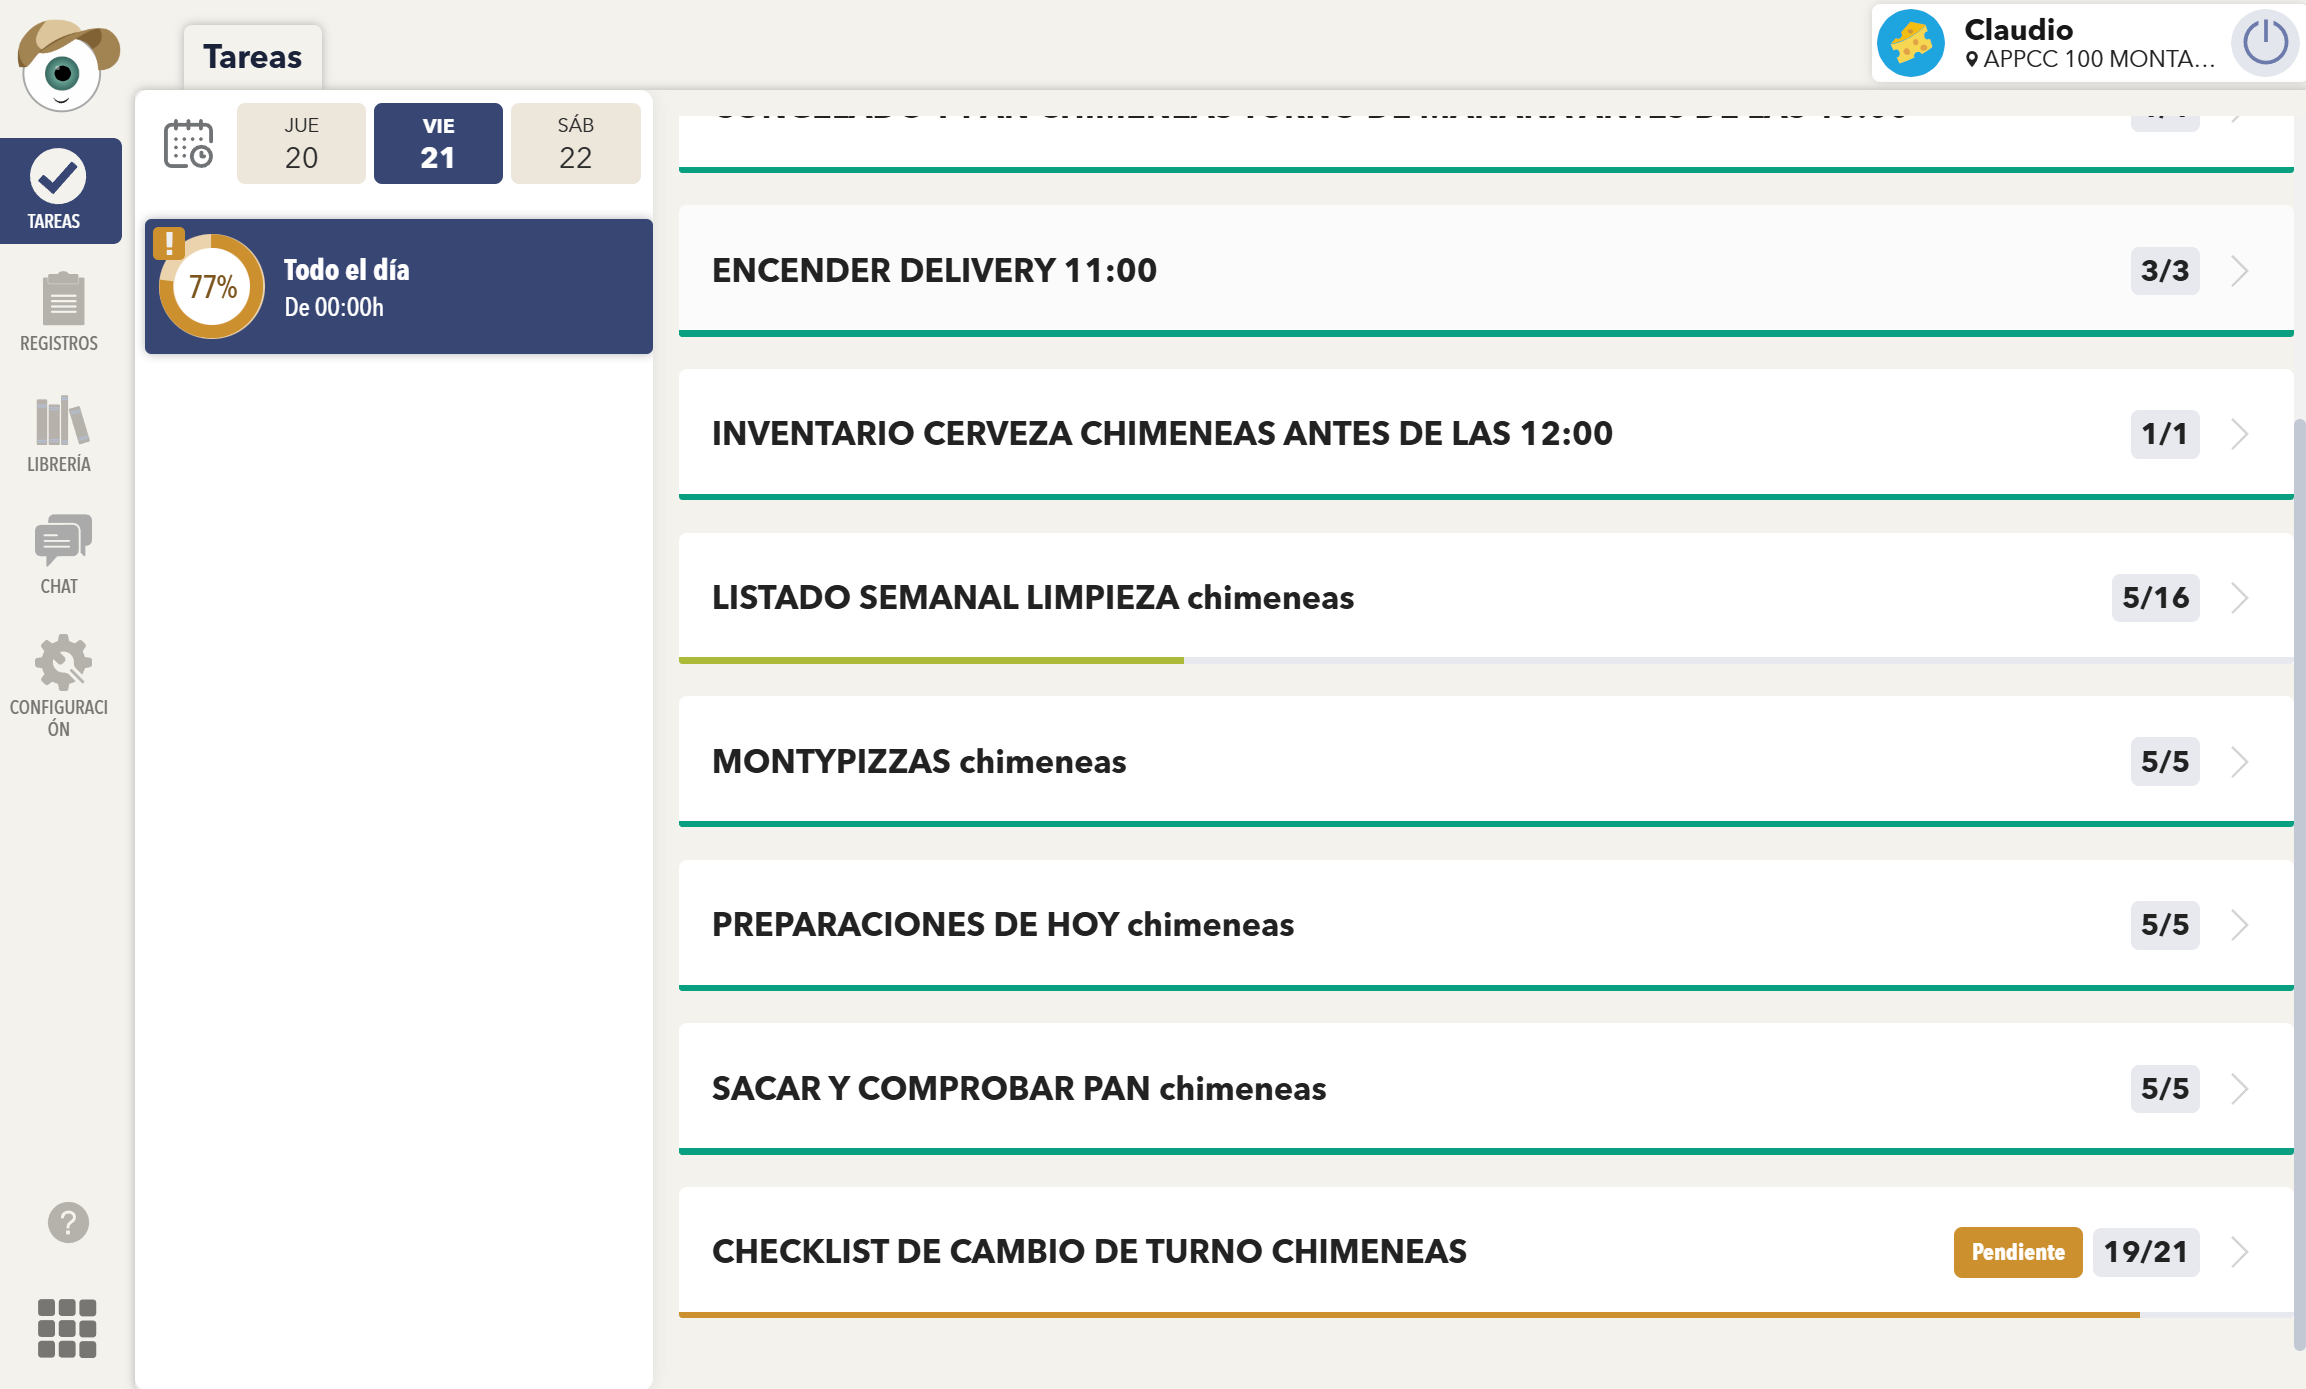 Tareas
Claudio
APPCC 100 MONTA...
TAREAS
REGISTROS
LIBRERÍA
CHAT
CONFIGURACI
ÓN
JUE
20
VIE
21
SÁB
22
!
77%
Todo el día
De 00:00h
ENCENDER DELIVERY 11:00
3/3
INVENTARIO CERVEZA CHIMENEAS ANTES DE LAS 12:00
1/1
LISTADO SEMANAL LIMPIEZA chimeneas
5/16
MONTYPIZZAS chimeneas
5/5
PREPARACIONES DE HOY chimeneas
5/5
SACAR Y COMPROBAR PAN chimeneas
5/5
CHECKLIST DE CAMBIO DE TURNO CHIMENEAS
Pendiente
19/21
?